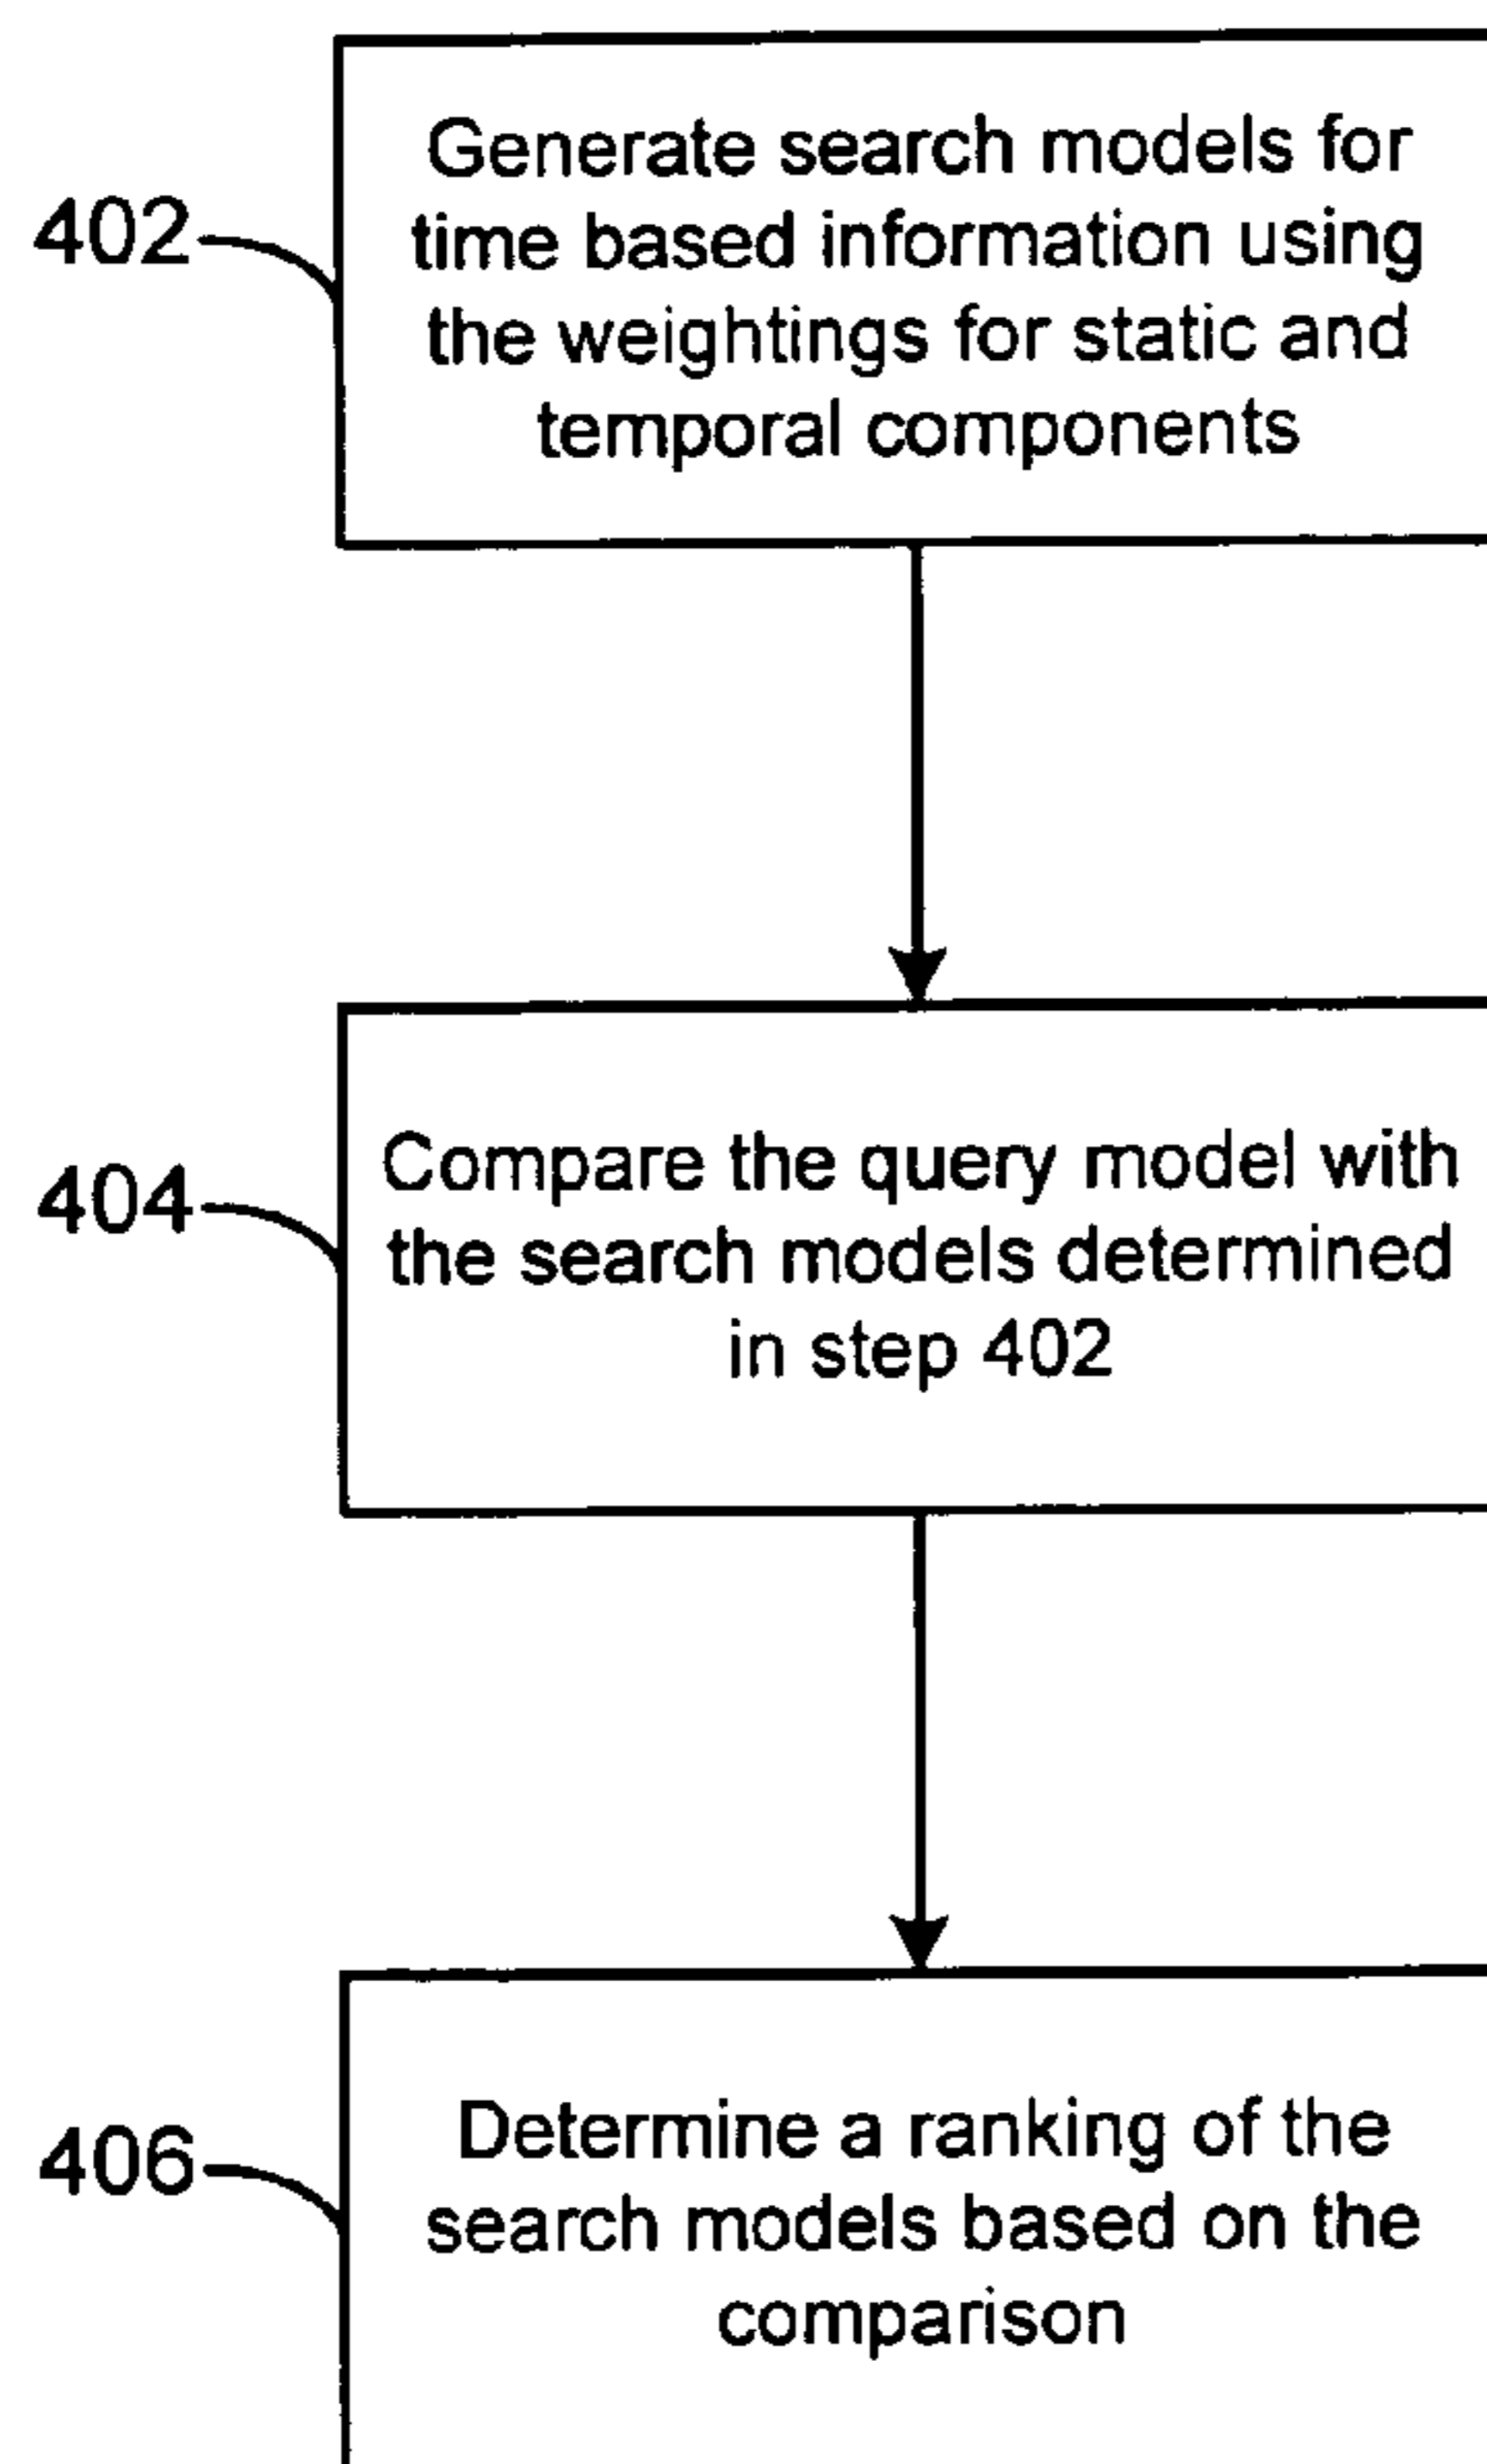 402
Generate search models for
time based information using
the weightings for static and
temporal components
404
Compare the query model with
the search models determined
in step 402
406
Determine a ranking of the
search models based on the
comparison